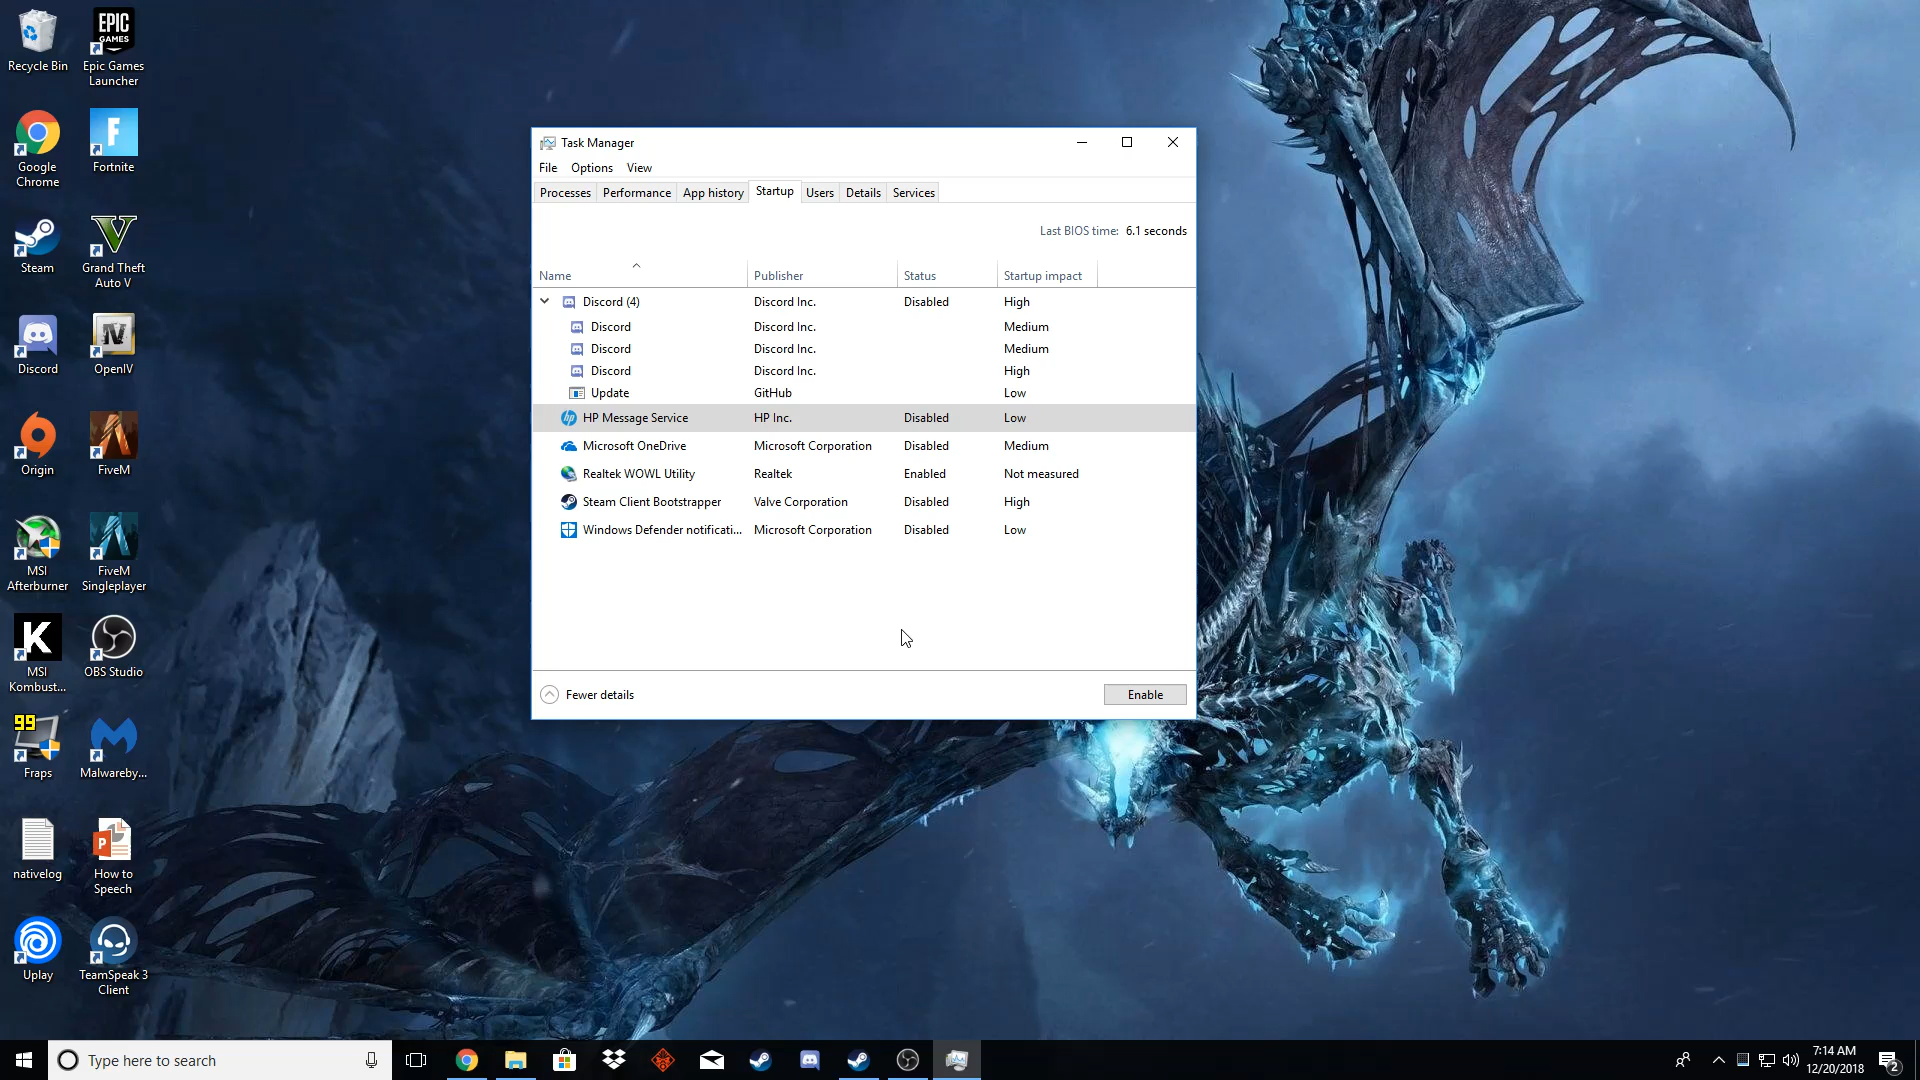 Recycle Bin
EPIC
GAMES
Epic Games
Launcher
Google
Chrome
F
Fortnite
Steam
V
Grand Theft
Auto V
Discord
IV
OpenIV
Origin
FiveM
MSI
Afterburner
FiveM
Singleplayer
K
MSI
Kombust...
OBS Studio
99
Fraps
Malwareby...
nativelog
P
How to
Speech
Uplay
TeamSpeak 3
Client
Task Manager
File Options View
Processes Performance App history Startup Users Details Services
Last BIOS time: 6.1 seconds
Name Publisher Status Startup impact
Discord (4) Discord Inc. Disabled High
Discord Discord Inc. Medium
Discord Discord Inc. Medium
Discord Discord Inc. High
Update GitHub Low
hp HP Message Service HP Inc. Disabled Low
Microsoft OneDrive Microsoft Corporation Disabled Medium
Realtek WOWL Utility Realtek Enabled Not measured
Steam Client Bootstrapper Valve Corporation Disabled High
Windows Defender notificati... Microsoft Corporation Disabled Low
Fewer details Enable
Type here to search
7:14 AM
12/20/2018
2